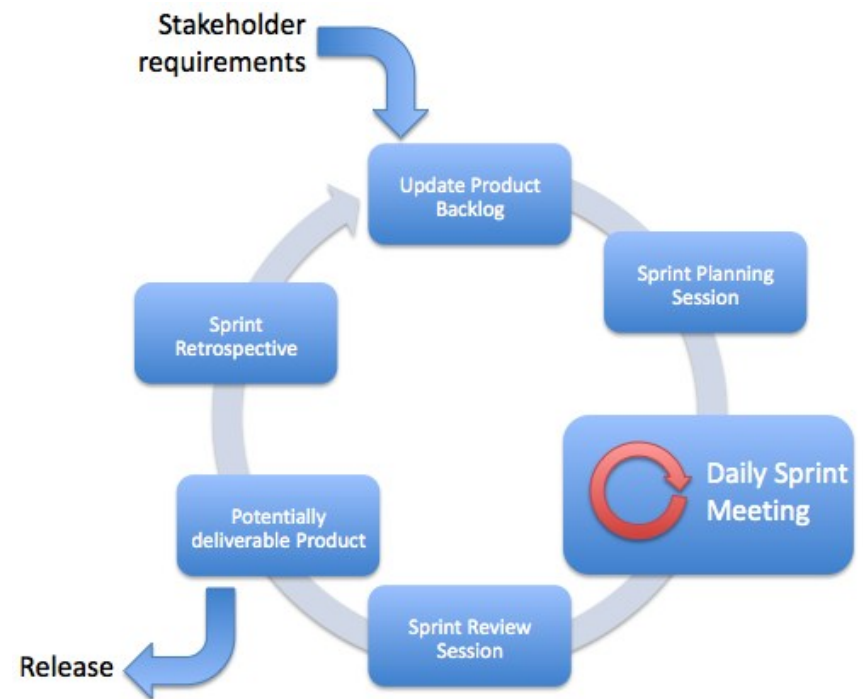 Stakeholder
requirements
Update Product
Backlog
Sprint Planning
Session
Daily Sprint
Meeting
Sprint Review
Session
Potentially
deliverable Product
Release
Sprint
Retrospective